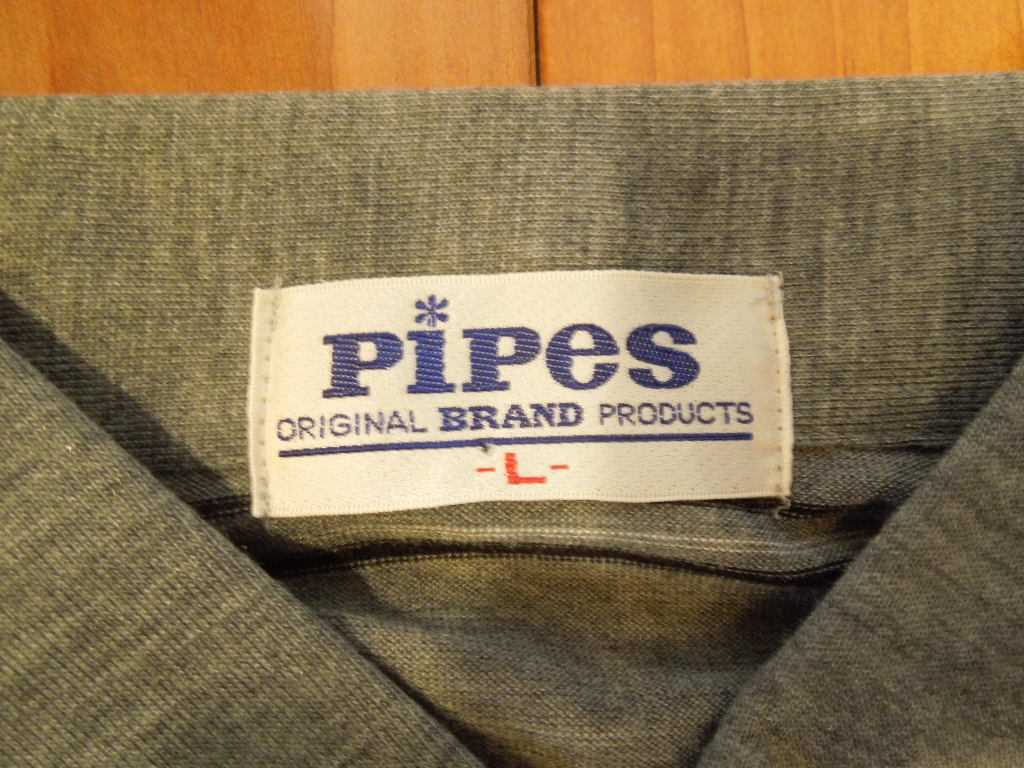 PiPeS
ORIGINAL BRAND PRODUCTS
-L-